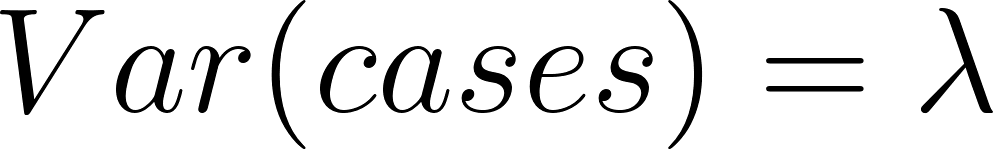 Var(cases) = λ